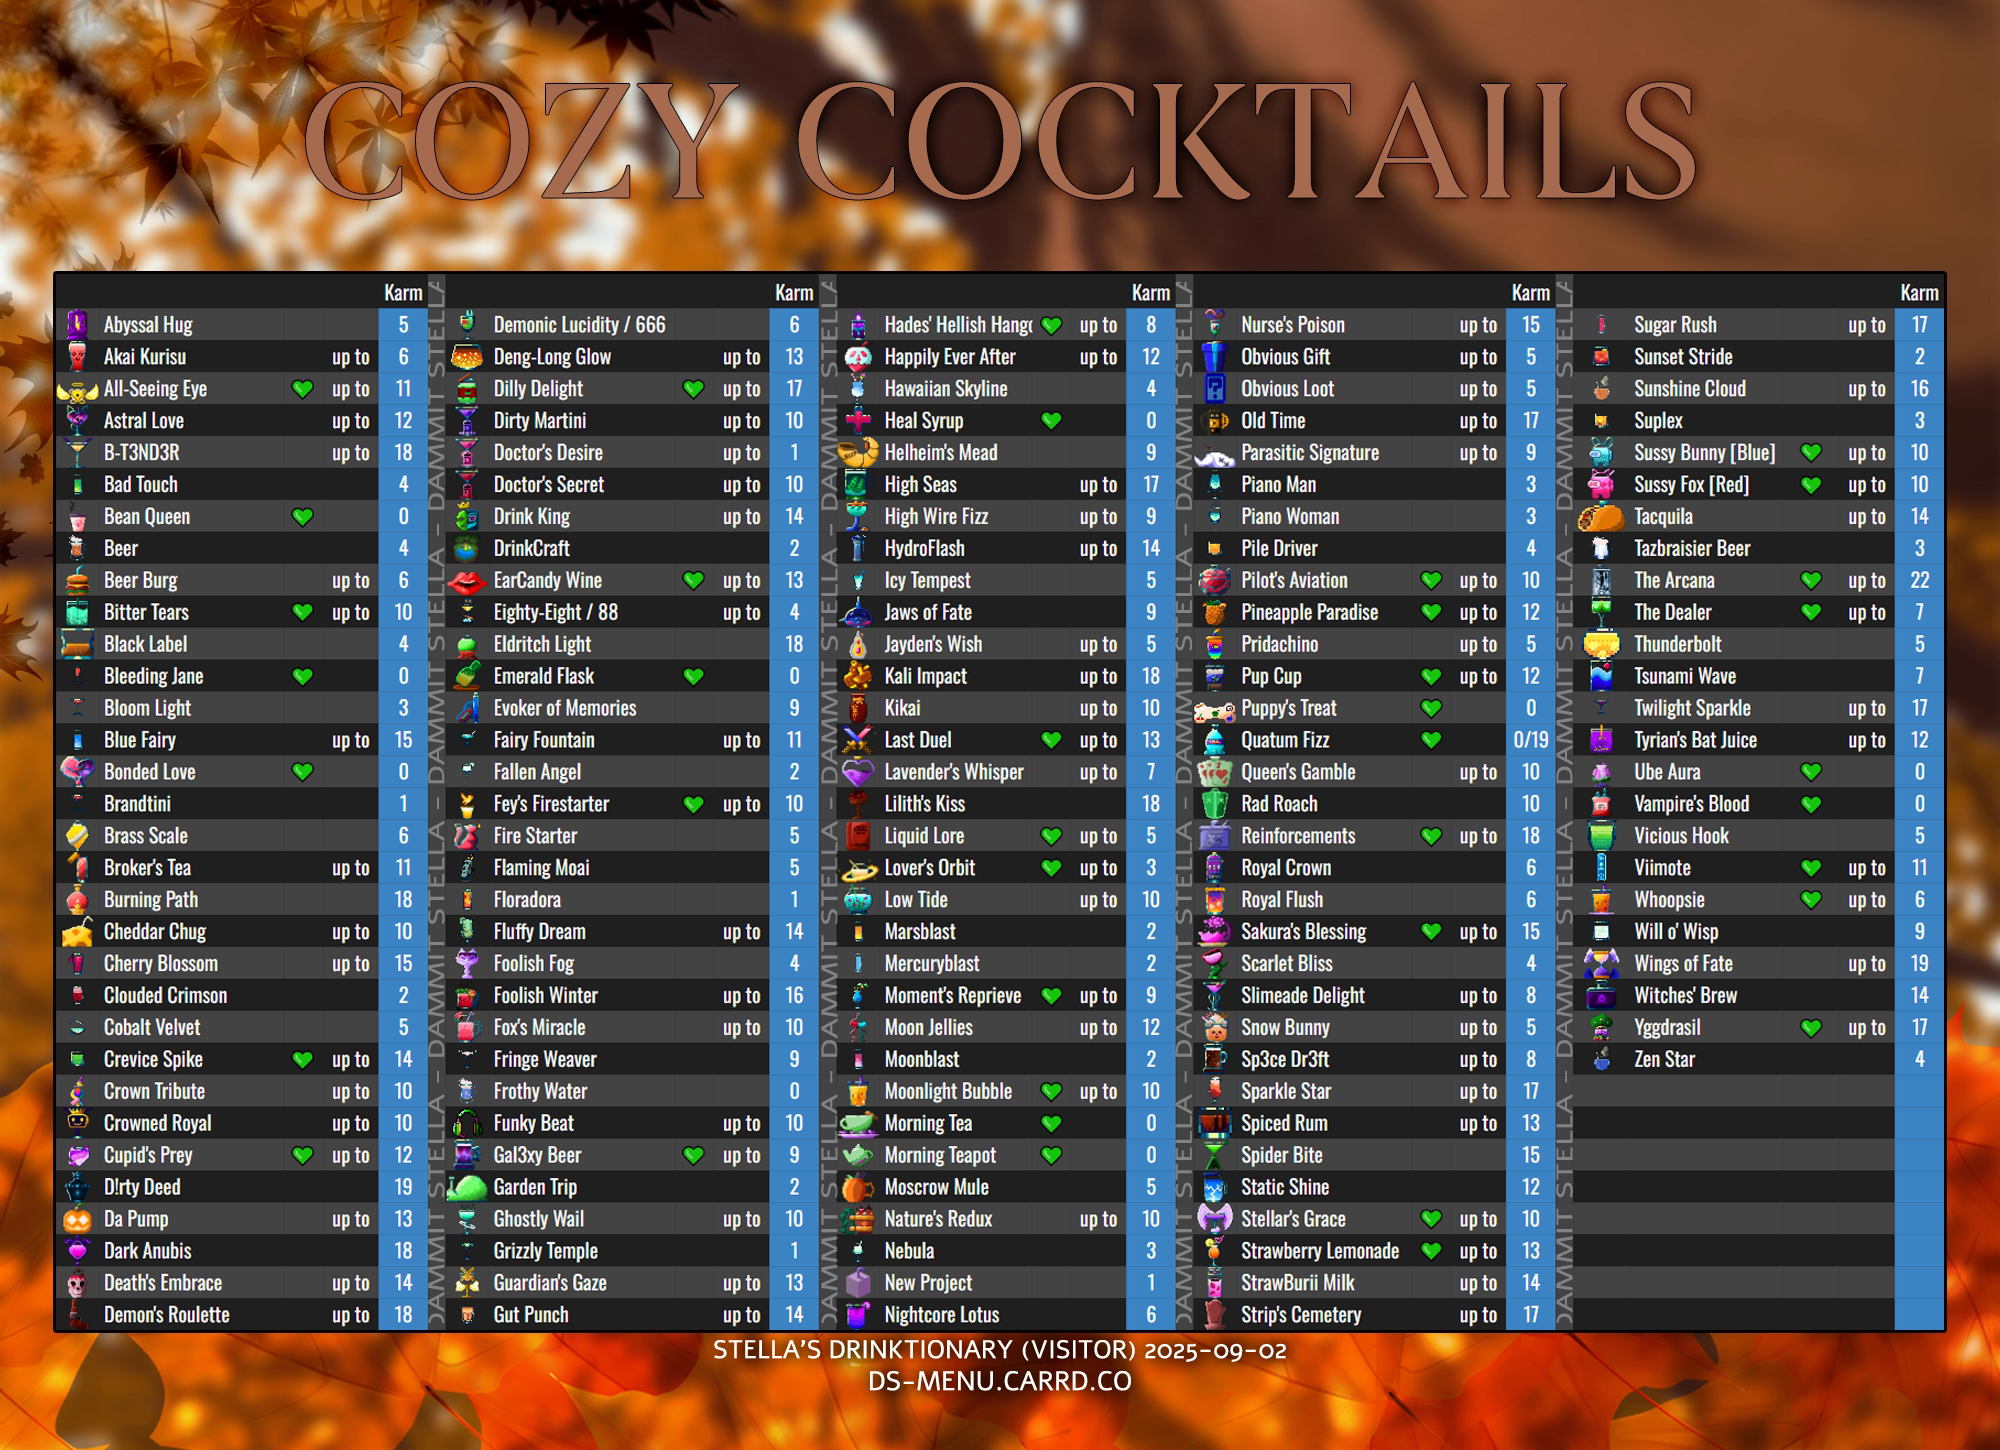 COZY COCKTAILS
Karm
Abyssal Hug 5
Akai Kurisu up to 6
All-Seeing Eye up to 11
Astral Love up to 12
B-T3ND3R up to 18
Bad Touch 4
Bean Queen 0
Beer 4
Beer Burg up to 6
Bitter Tears up to 10
Black Label 4
Bleeding Jane 0
Bloom Light 3
Blue Fairy up to 15
Bonded Love 0
Brandtini 1
Brass Scale 6
Broker's Tea up to 11
Burning Path 18
Cheddar Chug up to 10
Cherry Blossom up to 15
Clouded Crimson 2
Cobalt Velvet 5
Crevice Spike up to 14
Crown Tribute up to 10
Crowned Royal up to 10
Cupid's Prey up to 12
D!rty Deed 19
Da Pump up to 13
Dark Anubis 18
Death's Embrace up to 14
Demon's Roulette up to 18
Karm
Demonic Lucidity / 666 6
Deng-Long Glow up to 13
Dilly Delight up to 17
Dirty Martini up to 10
Doctor's Desire up to 1
Doctor's Secret up to 10
Drink King up to 14
DrinkCraft 2
EarCandy Wine up to 13
Eighty-Eight / 88 up to 4
Eldritch Light 18
Emerald Flask 0
Evoker of Memories 9
Fairy Fountain up to 11
Fallen Angel 2
Fey's Firestarter up to 10
Fire Starter 5
Flaming Moai 5
Floradora 1
Fluffy Dream up to 14
Foolish Fog 4
Foolish Winter up to 16
Fox's Miracle up to 10
Fringe Weaver 9
Frothy Water 0
Funky Beat up to 10
Gal3xy Beer up to 9
Garden Trip 2
Ghostly Wail up to 10
Grizzly Temple 1
Guardian's Gaze up to 13
Gut Punch up to 14
Karm
Hades' Hellish Hango up to 8
Happily Ever After up to 12
Hawaiian Skyline 4
Heal Syrup 0
Helheim's Mead 9
High Seas up to 17
High Wire Fizz up to 9
HydroFlash up to 14
Icy Tempest 5
Jaws of Fate 9
Jayden's Wish up to 5
Kali Impact up to 18
Kikai up to 10
Last Duel up to 13
Lavender's Whisper up to 7
Lilith's Kiss 18
Liquid Lore up to 5
Lover's Orbit up to 3
Low Tide up to 10
Marsblast 2
Mercuryblast 2
Moment's Reprieve up to 9
Moon Jellies up to 12
Moonblast 2
Moonlight Bubble up to 10
Morning Tea 0
Morning Teapot 0
Moscrow Mule 5
Nature's Redux up to 10
Nebula 3
New Project 1
Nightcore Lotus 6
Karm
Nurse's Poison up to 15
Obvious Gift up to 5
Obvious Loot up to 5
Old Time up to 17
Parasitic Signature up to 9
Piano Man 3
Piano Woman 3
Pile Driver 4
Pilot's Aviation up to 10
Pineapple Paradise up to 12
Pridachino up to 5
Pup Cup up to 12
Puppy's Treat 0
Quatum Fizz 0/19
Queen's Gamble up to 10
Rad Roach 10
Reinforcements up to 18
Royal Crown 6
Royal Flush 6
Sakura's Blessing up to 15
Scarlet Bliss 4
Slimeade Delight up to 8
Snow Bunny up to 5
Sp3ce Dr3ft up to 8
Sparkle Star up to 17
Spiced Rum up to 13
Spider Bite 15
Static Shine 12
Stellar's Grace up to 10
Strawberry Lemonade up to 13
StrawBurii Milk up to 14
Strip's Cemetery up to 17
Karm
Sugar Rush up to 17
Sunset Stride 2
Sunshine Cloud up to 16
Suplex 3
Sussy Bunny [Blue] up to 10
Sussy Fox [Red] up to 10
Tacquila up to 14
Tazbraisier Beer 3
The Arcana up to 22
The Dealer up to 7
Thunderbolt 5
Tsunami Wave 7
Twilight Sparkle up to 17
Tyrian's Bat Juice up to 12
Ube Aura 0
Vampire's Blood 0
Vicious Hook 5
Viimote up to 11
Whoopsie up to 6
Will o' Wisp 9
Wings of Fate up to 19
Witches' Brew 14
Yggdrasil up to 17
Zen Star 4
STELLA'S DRINKTIONARY (VISITOR) 2025-09-02
DS-MENU.CARRD.CO